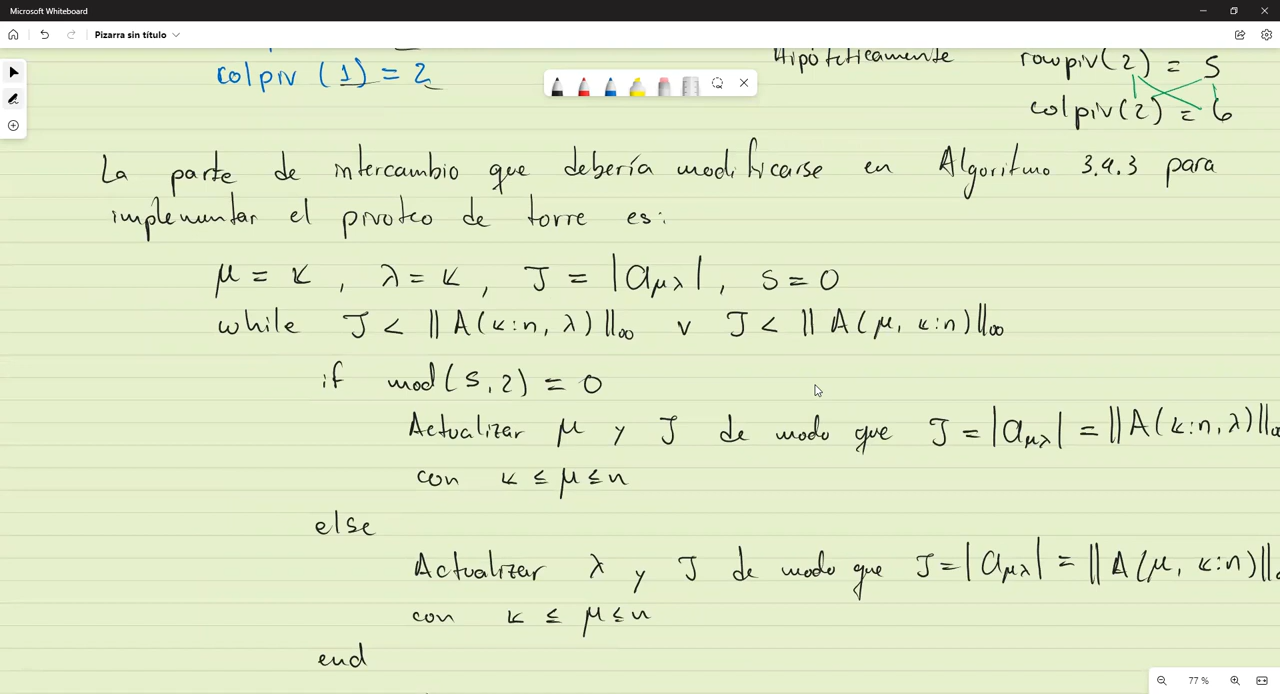 Microsoft Whiteboard
Pizarra sin título
colpiv (1) = 2
Hipotéticamente
rowpiv(2) = 5
colpiv(2) = 6
La parte de intercambio que debería modificarse en Algoritmo 3.4.3 para
implementar el pivoteo de torre es:
μ = k , λ = k , J = |aμλ| , s = 0
while J < || A(k:n, λ) ||∞ v J < || A(μ, k:n) ||∞
if mod(s, 2) = 0
Actualizar μ y J de modo que J = |aμλ| = || A(k:n, λ) ||∞
con k ≤ μ ≤ n
else
Actualizar λ y J de modo que J = |aμλ| = || A(μ, k:n) ||
con k ≤ μ ≤ n
end
77 %